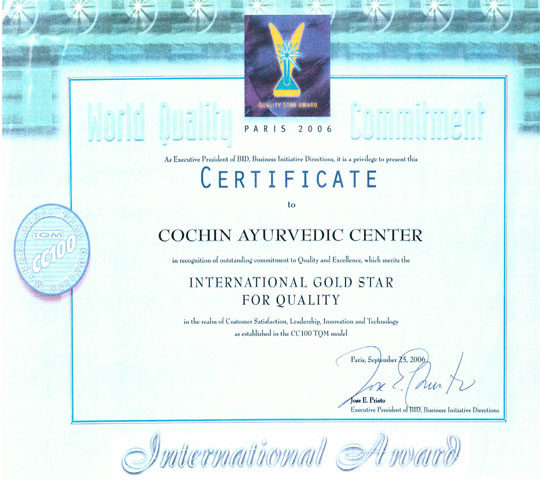 QUALITY STAR AWARD
PARIS 2006
World Quality Commitment
As Executive President of BID, Business Initiative Directions, it is a privilege to present this
CERTIFICATE
to
COCHIN AYURVEDIC CENTER
in recognition of outstanding commitment to Quality and Excellence, which merits the
INTERNATIONAL GOLD STAR
FOR QUALITY
in the realm of Customer Satisfaction, Leadership, Innovation and Technology
as established in the CC100 TQM model
TQM
CC100
Paris, September 25, 2006
Jose E. Prieto
Executive President of BID, Business Initiative Directions
International Award